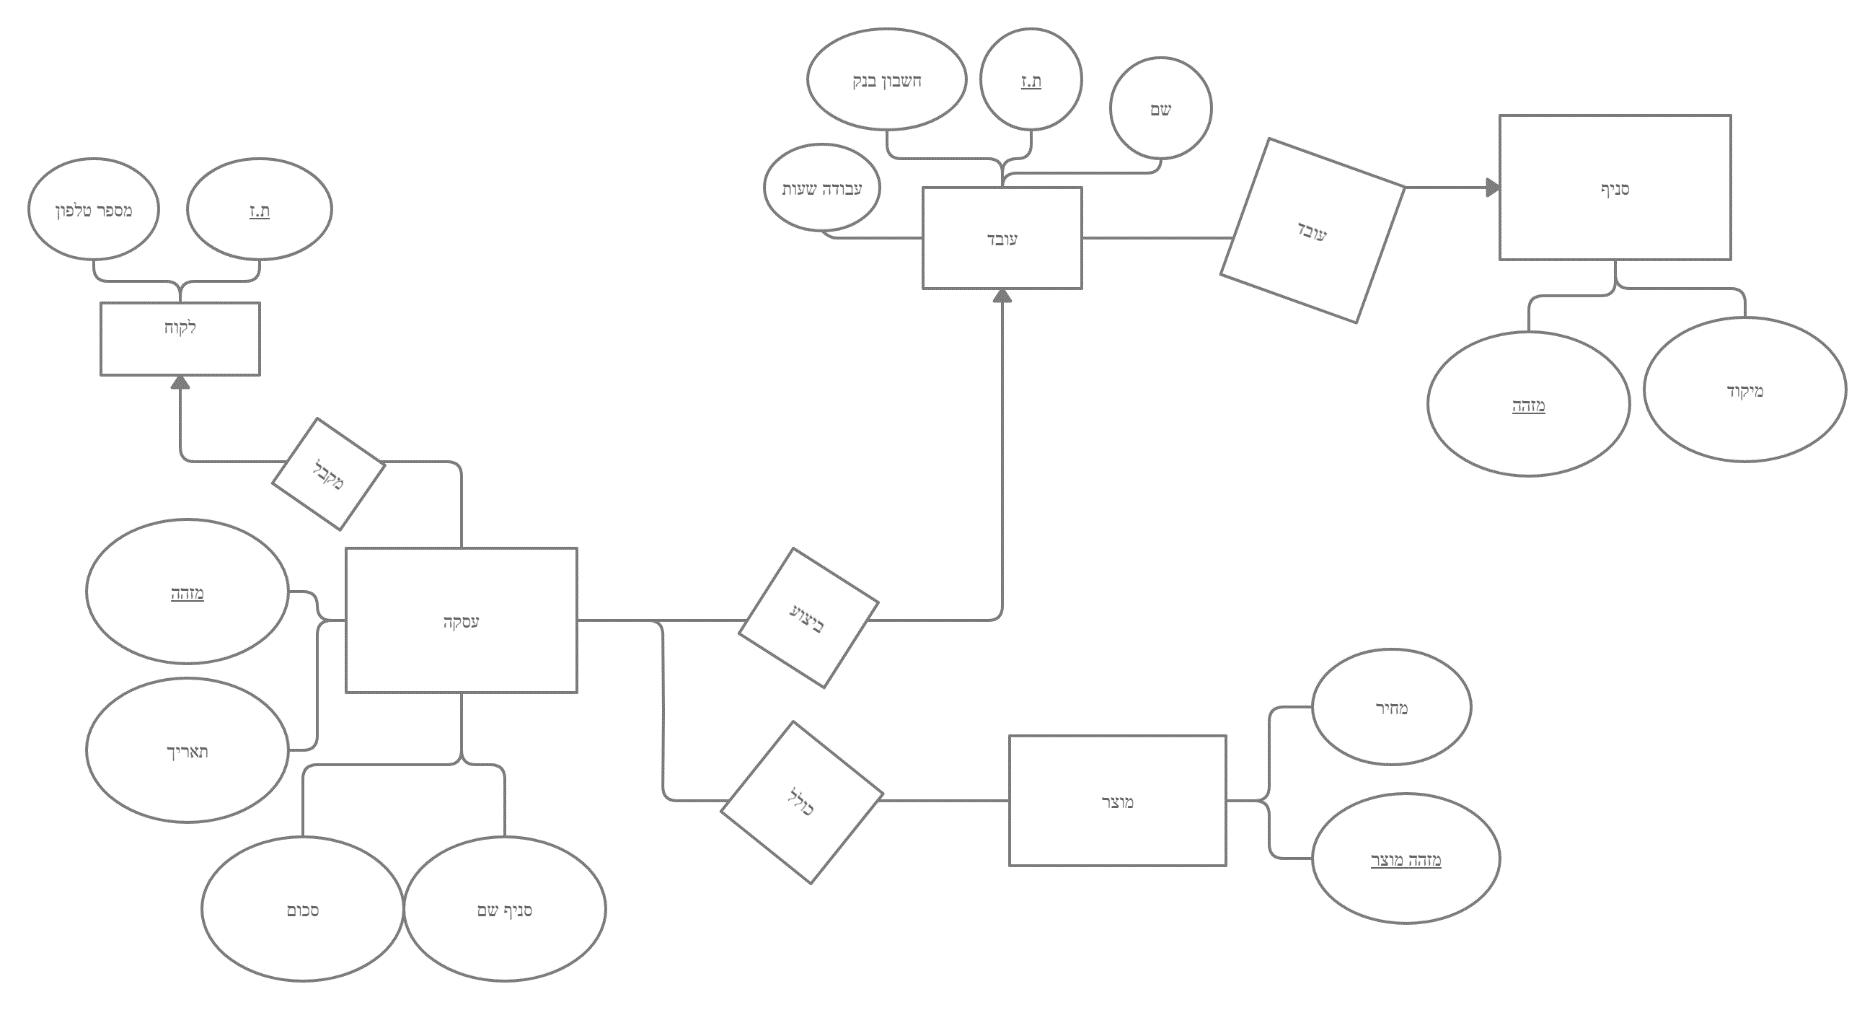 חשבון בנק
ת.ז
שם
עבודה שעות
עובד
עובד
סניף
מזהה
מיקוד
מספר טלפון
ת.ז
לקוח
מקבל
מזהה
עסקה
תאריך
סכום
סניף שם
ביצוע
כולל
מוצר
מחיר
מזהה מוצר